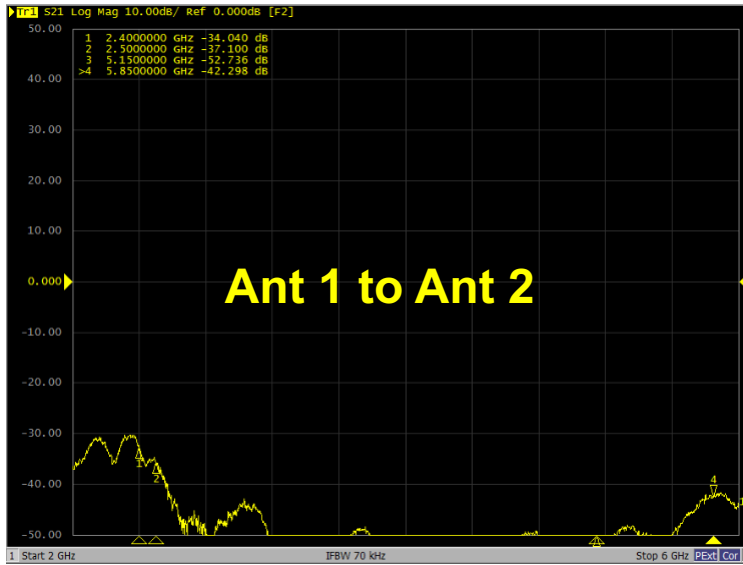 Tr1 S21 Log Mag 10.00dB/ Ref 0.000dB [F2]
50.00
1 2.4000000 GHz -34.040 dB
2 2.5000000 GHz -37.100 dB
3 5.1500000 GHz -52.736 dB
>4 5.8500000 GHz -42.298 dB
40.00
30.00
20.00
10.00
0.000
Ant 1 to Ant 2
-10.00
-20.00
-30.00
1
2
4
-40.00
-50.00
1 Start 2 GHz IFBW 70 kHz Stop 6 GHz PExt Cor